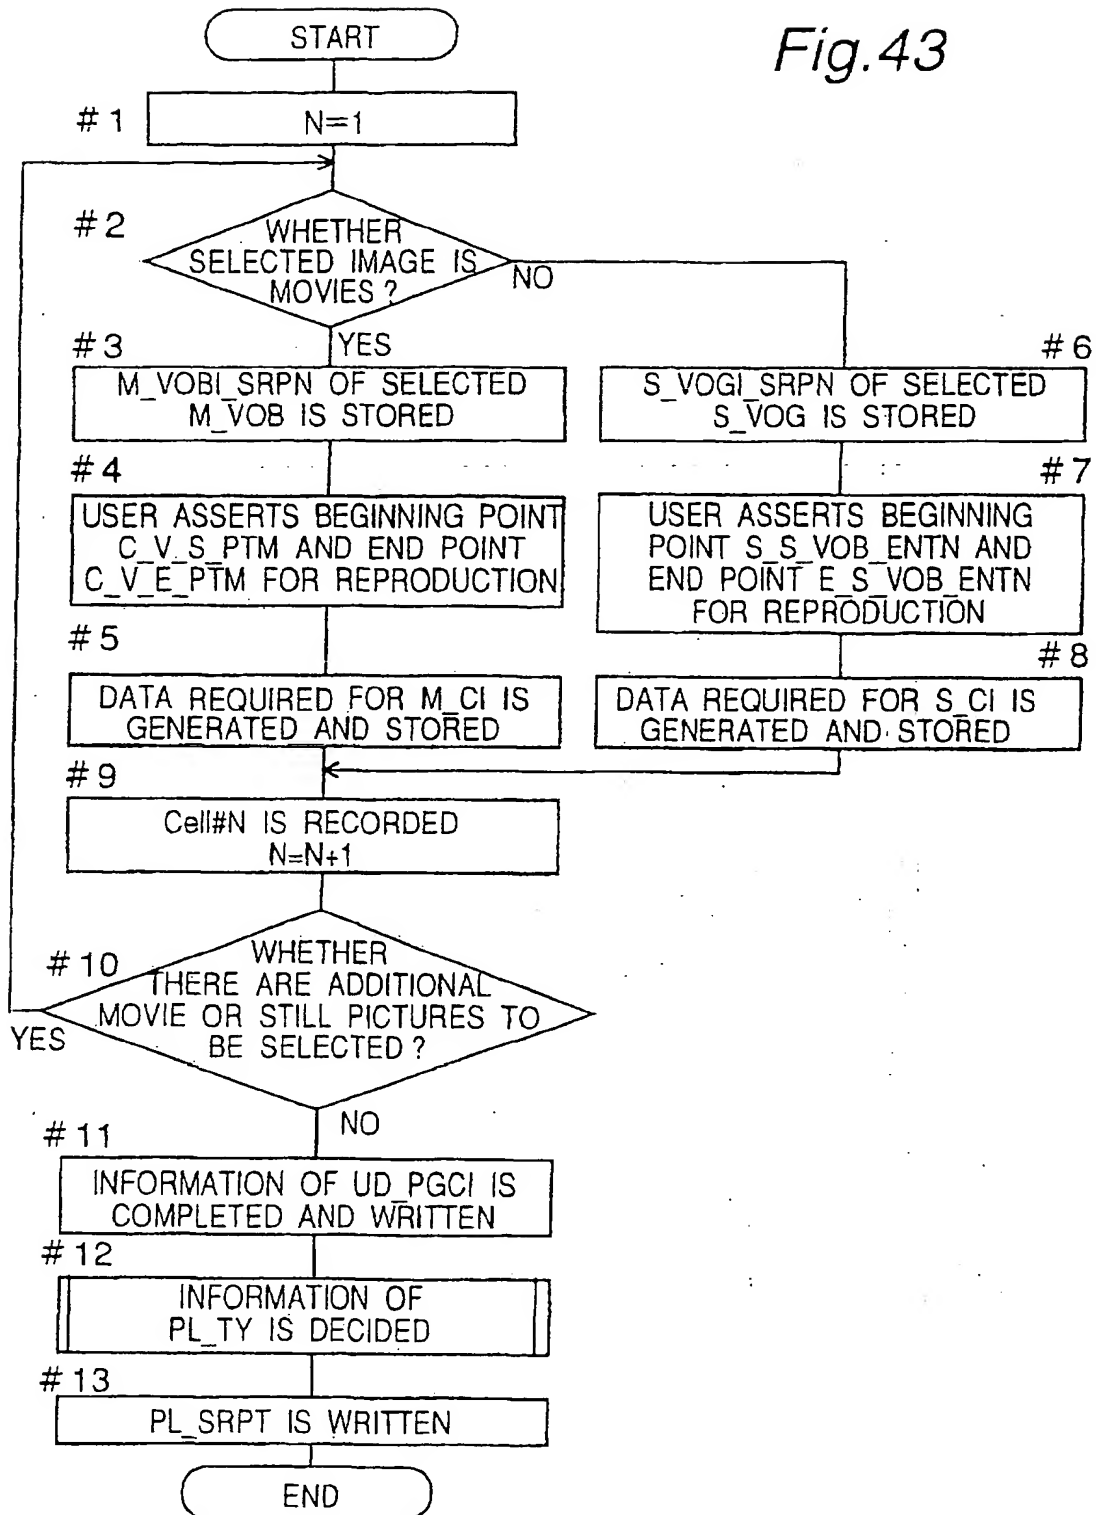 Fig.43
START
#1
N=1
#2
WHETHER
SELECTED IMAGE IS
MOVIES?
NO
YES
#3
M_VOBI_SRPN OF SELECTED
M_VOB IS STORED
#6
S_VOGI_SRPN OF SELECTED
S_VOG IS STORED
#4
USER ASSERTS BEGINNING POINT
C_V_S_PTM AND END POINT
C_V_E_PTM FOR REPRODUCTION
#7
USER ASSERTS BEGINNING
POINT S_S_VOB_ENTN AND
END POINT E_S_VOB_ENTN
FOR REPRODUCTION
#5
DATA REQUIRED FOR M_CI IS
GENERATED AND STORED
#8
DATA REQUIRED FOR S_CI IS
GENERATED AND STORED
#9
Cell#N IS RECORDED
N=N+1
#10
WHETHER
THERE ARE ADDITIONAL
MOVIE OR STILL PICTURES TO
BE SELECTED?
YES
NO
#11
INFORMATION OF UD_PGCI IS
COMPLETED AND WRITTEN
#12
INFORMATION OF
PL_TY IS DECIDED
#13
PL_SRPT IS WRITTEN
END